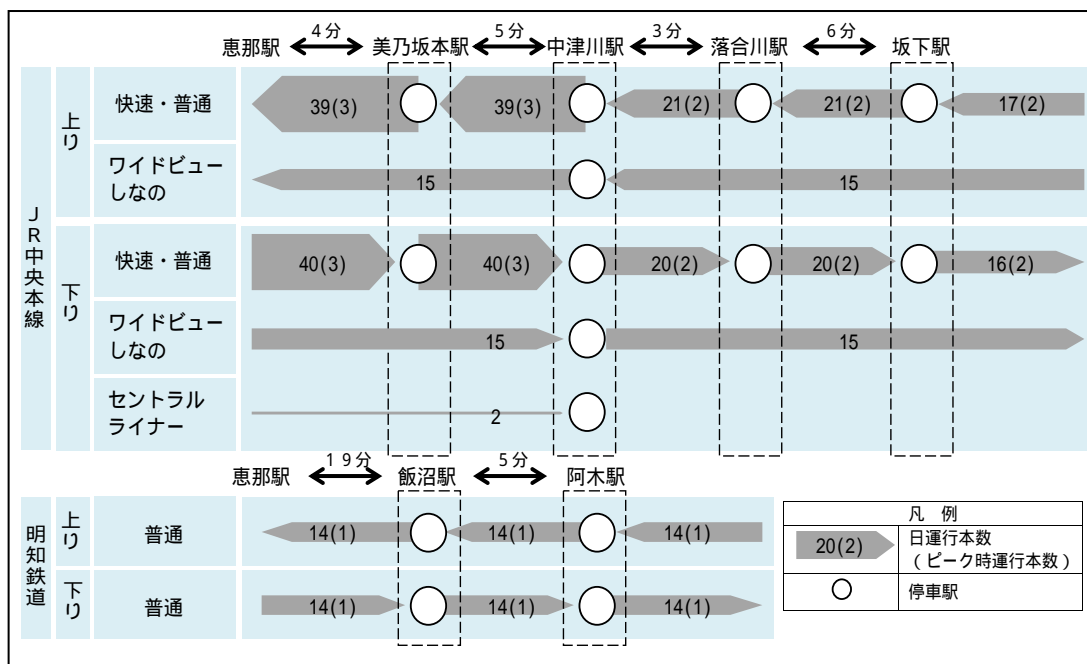 4分
5分
3分
6分
恵那駅
美乃坂本駅
中津川駅
落合川駅
坂下駅
JR中央本線
上り
快速・普通
39(3)
39(3)
21(2)
21(2)
17(2)
ワイドビュー
しなの
15
15
下り
快速・普通
40(3)
40(3)
20(2)
20(2)
16(2)
ワイドビュー
しなの
15
15
セントラル
ライナー
2
19分
5分
恵那駅
飯沼駅
阿木駅
明知鉄道
上り
普通
14(1)
14(1)
14(1)
下り
普通
14(1)
14(1)
14(1)
凡 例
20(2)
日運行本数
(ピーク時運行本数)
停車駅